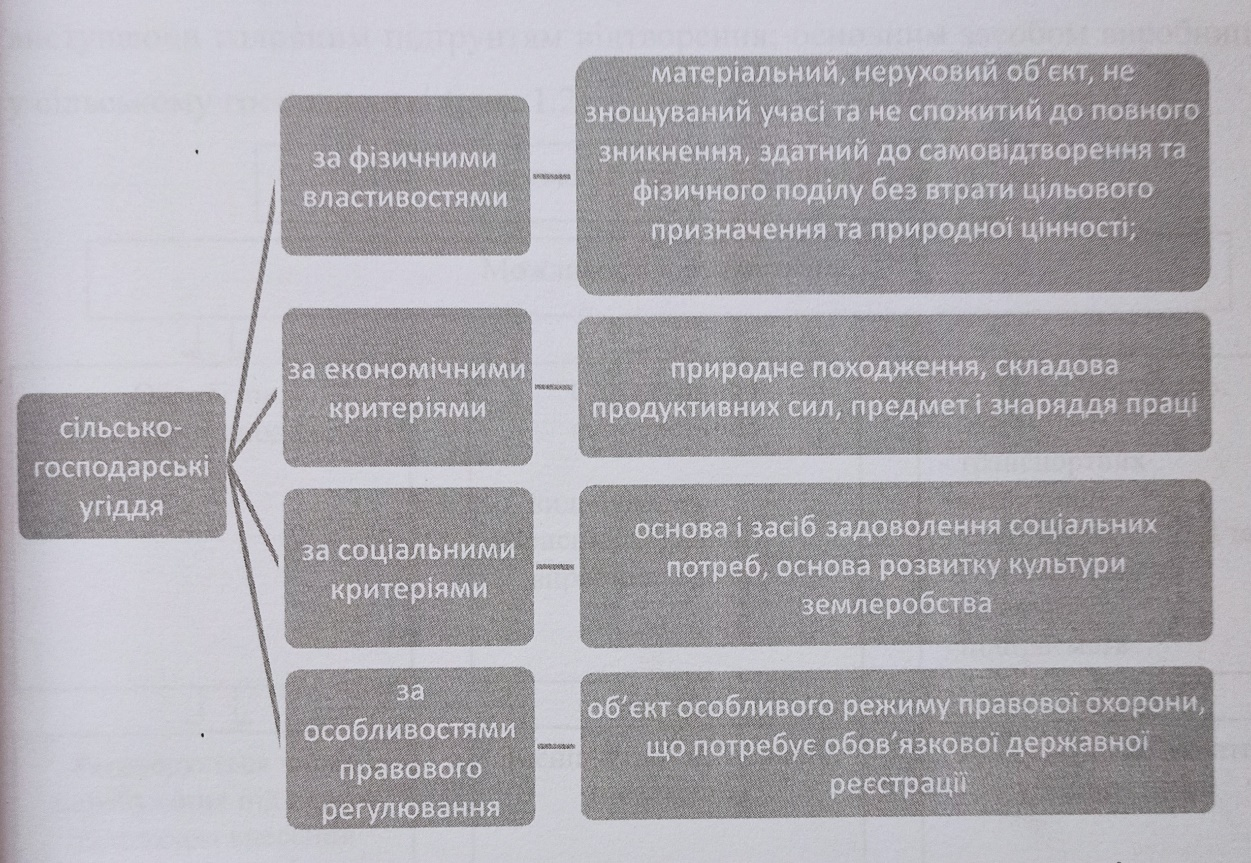 сільсько-
господарські
угіддя
за фізичними
властивостями
матеріальний, неруховий об'єкт, не
знощуваний учасі та не спожитий до повного
зникнення, здатний до самовідтворення та
фізичного поділу без втрати цільового
призначення та природної цінності;
за економічними
критеріями
природне походження, складова
продуктивних сил, предмет і знаряддя праці
за соціальними
критеріями
основа і засіб задоволення соціальних
потреб, основа розвитку культури
землеробства
за
особливостями
правового
регулювання
об'єкт особливого режиму правової охорони,
що потребує обов'язкової державної
реєстрації